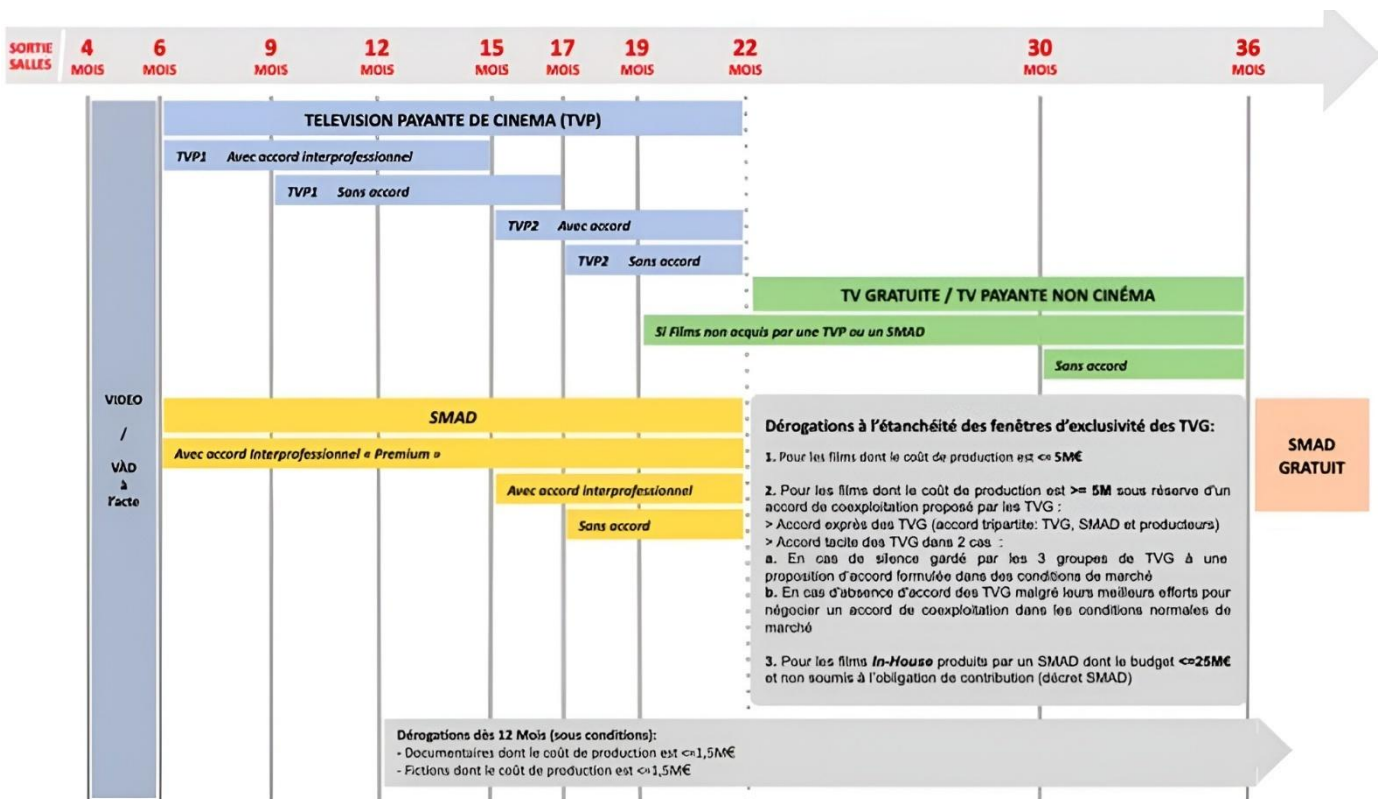 SORTIE SALLES
4 MOIS
6 MOIS
9 MOIS
12 MOIS
15 MOIS
17 MOIS
19 MOIS
22 MOIS
30 MOIS
36 MOIS
TELEVISION PAYANTE DE CINEMA (TVP)
TVP1 Avec accord interprofessionnel
TVP1 Sans accord
TVP2 Avec accord
TVP2 Sans accord
TV GRATUITE / TV PAYANTE NON CINÉMA
Si Films non acquis par une TVP ou un SMAD
Sans accord
VIDEO
/
VÀD
à
l'acte
SMAD
Avec accord Interprofessionnel « Premium »
Avec accord interprofessionnel
Sans accord
Dérogations à l'étanchéité des fenêtres d'exclusivité des TVG:
1. Pour les films dont le coût de production est <= 5M€
2. Pour les films dont le coût de production est >= 5M sous réserve d'un
accord de coexploitation proposé par les TVG :
> Accord exprès des TVG (accord tripartite: TVG, SMAD et producteurs)
> Accord tacite des TVG dans 2 cas :
a. En cas de silence gardé par les 3 groupes de TVG à une
proposition d'accord formulée dans des conditions de marché
b. En cas d'absence d'accord des TVG malgré leurs meilleurs efforts pour
négocier un accord de coexploitation dans les conditions normales de
marché
3. Pour les films In-House produits par un SMAD dont le budget <=25M€
et non soumis à l'obligation de contribution (décret SMAD)
SMAD
GRATUIT
Dérogations dès 12 Mois (sous conditions):
- Documentaires dont le coût de production est <=1,5M€
- Fictions dont le coût de production est <=1,5M€